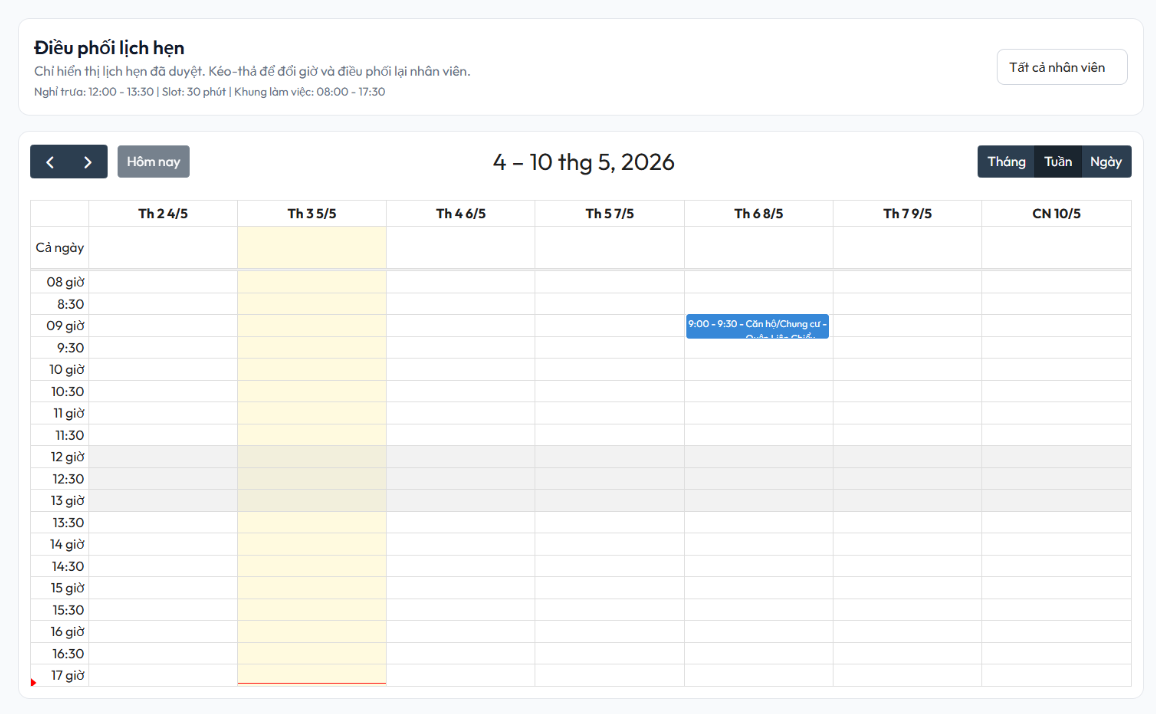 Điều phối lịch hẹn
Chỉ hiển thị lịch hẹn đã duyệt. Kéo-thả để đổi giờ và điều phối lại nhân viên.
Nghỉ trưa: 12:00 - 13:30 | Slot: 30 phút | Khung làm việc: 08:00 - 17:30
Tất cả nhân viên
Hôm nay
4 – 10 thg 5, 2026
Tháng Tuần Ngày
Th 2 4/5 Th 3 5/5 Th 4 6/5 Th 5 7/5 Th 6 8/5 Th 7 9/5 CN 10/5
Cả ngày
08 giờ
8:30
09 giờ
9:00 - 9:30 - Căn hộ/Chung cư -
Quận Liên Chiểu
9:30
10 giờ
10:30
11 giờ
11:30
12 giờ
12:30
13 giờ
13:30
14 giờ
14:30
15 giờ
15:30
16 giờ
16:30
17 giờ